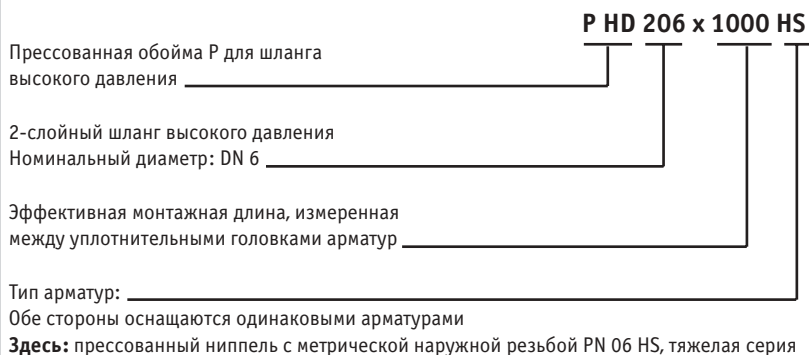 P HD 206 x 1000 HS
Прессованная обойма P для шланга
высокого давления
2-слойный шланг высокого давления
Номинальный диаметр: DN 6
Эффективная монтажная длина, измеренная
между уплотнительными головками арматур
Тип арматур:
Обе стороны оснащаются одинаковыми арматурами
Здесь: прессованный ниппель с метрической наружной резьбой PN 06 HS, тяжелая серия